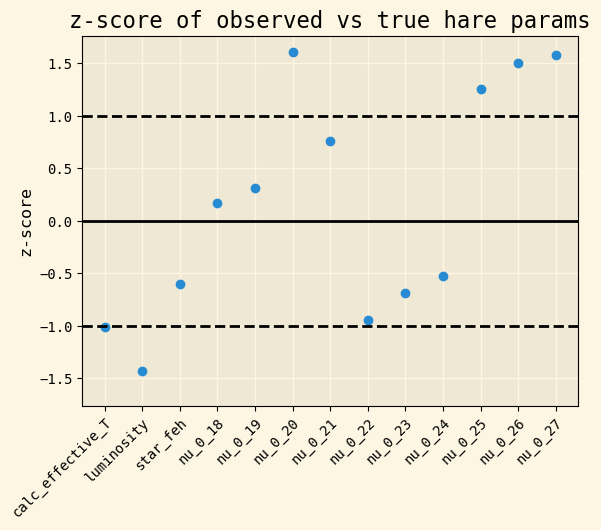 z-score of observed vs true hare params
z-score
1.5
1.0
0.5
0.0
−0.5
−1.0
−1.5
calc_effective_T
luminosity
star_feh
nu_0_18
nu_0_19
nu_0_20
nu_0_21
nu_0_22
nu_0_23
nu_0_24
nu_0_25
nu_0_26
nu_0_27